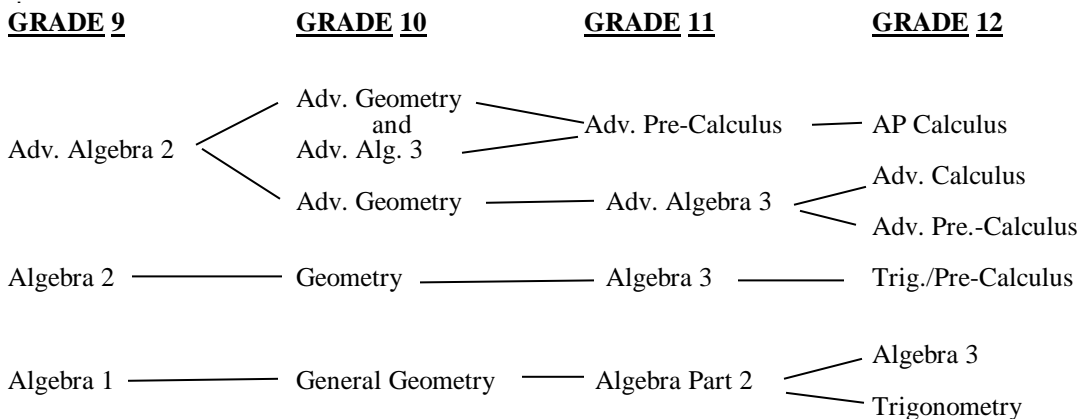 GRADE 9 GRADE 10 GRADE 11 GRADE 12
Adv. Geometry
and
Adv. Pre-Calculus AP Calculus
Adv. Algebra 2 Adv. Alg. 3
Adv. Calculus
Adv. Geometry Adv. Algebra 3
Adv. Pre.-Calculus
Algebra 2 Geometry Algebra 3 Trig./Pre-Calculus
Algebra 3
Algebra 1 General Geometry Algebra Part 2
Trigonometry